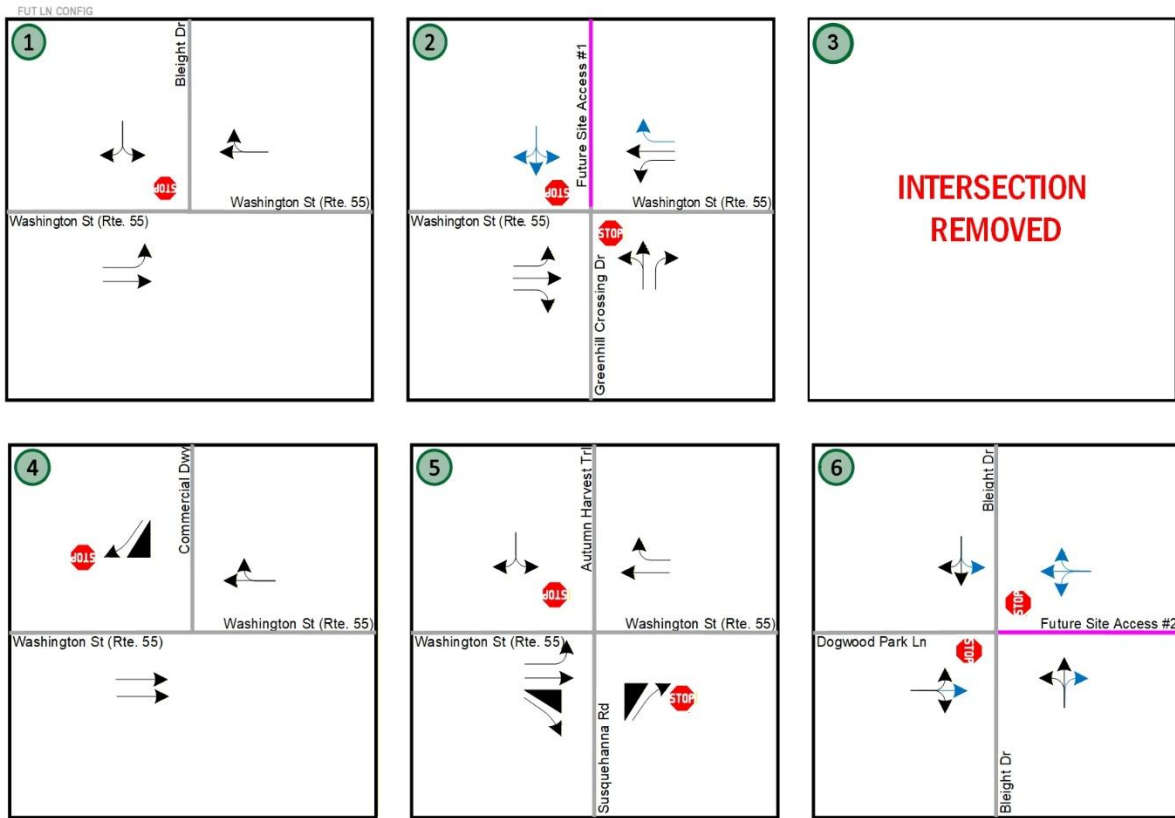 FUT LN CONFIG
1
Bleight Dr
STOP
Washington St (Rte. 55)
Washington St (Rte. 55)
2
Future Site Access #1
STOP
Washington St (Rte. 55)
Washington St (Rte. 55)
STOP
Greenhill Crossing Dr
3
INTERSECTION
REMOVED
4
Commercial Dwy
STOP
Washington St (Rte. 55)
Washington St (Rte. 55)
5
Autumn Harvest Trl
STOP
Washington St (Rte. 55)
Washington St (Rte. 55)
STOP
Susquehanna Rd
6
Bleight Dr
STOP
Future Site Access #2
Dogwood Park Ln
STOP
Bleight Dr